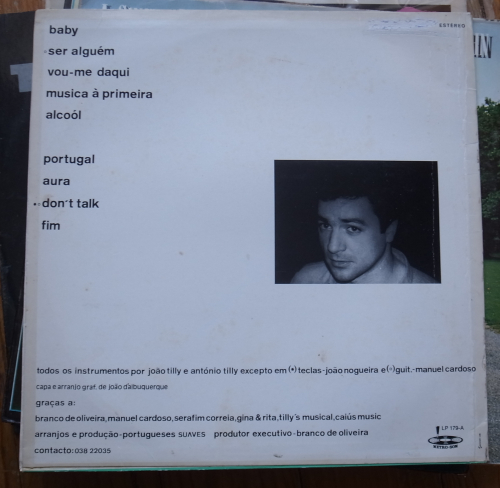 ESTÉREO
baby
ser alguém
vou-me daqui
musica à primeira
alcoól
portugal
aura
•◦don't talk
fim
todos os instrumentos por joão tilly e antónio tilly excepto em (•) teclas-joão nogueira e (◦) guit.-manuel cardoso
capa e arranjo graf. de joão d'albuquerque
graças a:
branco de oliveira, manuel cardoso, serafim correia, gina & rita, tilly's musical, caiús music
arranjos e produção-portugueses SUAVES produtor executivo-branco de oliveira
contacto: 038 22035
LP 179-A